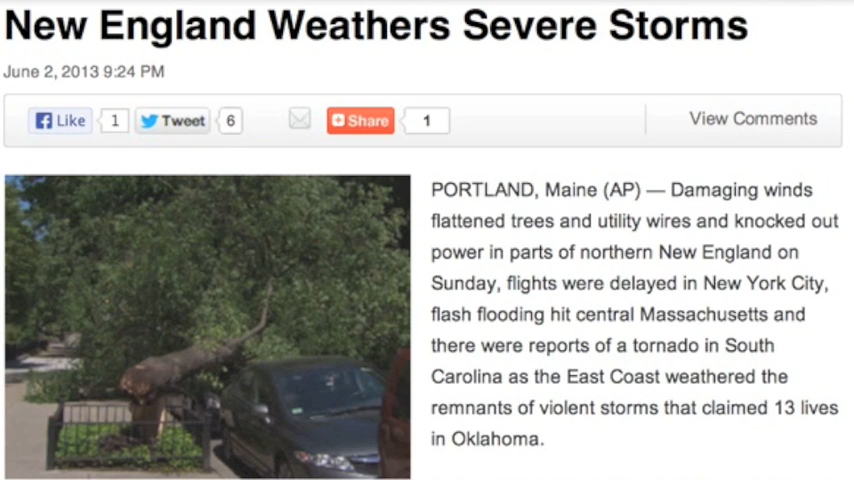 New England Weathers Severe Storms
June 2, 2013 9:24 PM
Like 1 Tweet 6 Share 1 View Comments
PORTLAND, Maine (AP) — Damaging winds
flattened trees and utility wires and knocked out
power in parts of northern New England on
Sunday, flights were delayed in New York City,
flash flooding hit central Massachusetts and
there were reports of a tornado in South
Carolina as the East Coast weathered the
remnants of violent storms that claimed 13 lives
in Oklahoma.